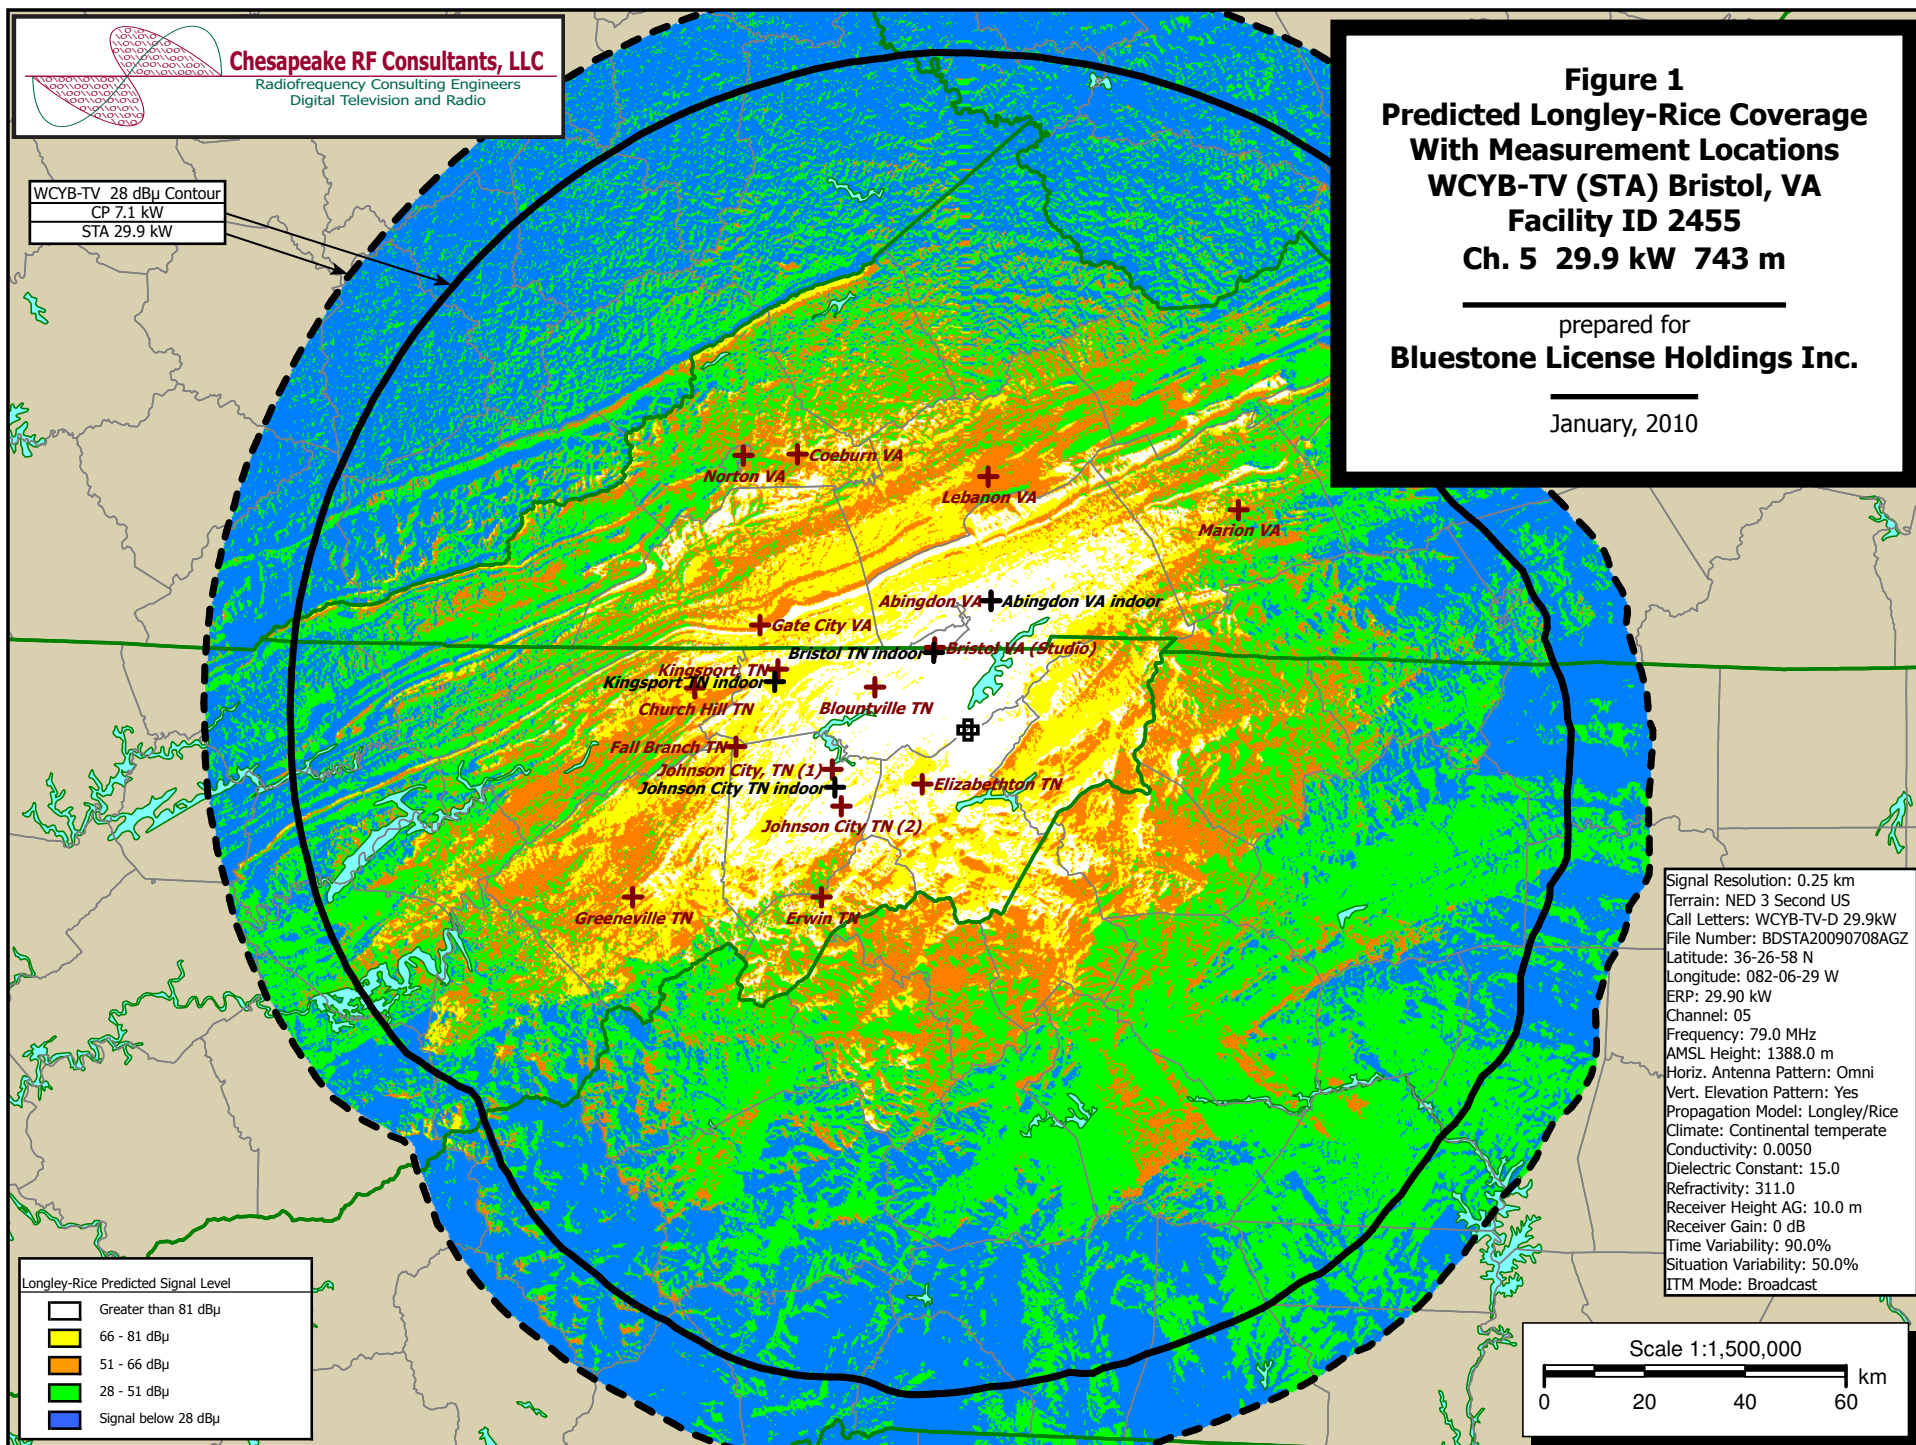 Chesapeake RF Consultants, LLC
Radiofrequency Consulting Engineers
Digital Television and Radio
Figure 1
Predicted Longley-Rice Coverage
With Measurement Locations
WCYB-TV (STA) Bristol, VA
Facility ID 2455
Ch. 5 29.9 kW 743 m
prepared for
Bluestone License Holdings Inc.
January, 2010
WCYB-TV 28 dBµ Contour
CP 7.1 kW
STA 29.9 kW
Norton VA
Coeburn VA
Lebanon VA
Marion VA
Abingdon VA
Abingdon VA indoor
Gate City VA
Bristol VA (Studio)
Bristol TN indoor
Kingsport, TN
Kingsport TN indoor
Church Hill TN
Blountville TN
Fall Branch TN
Johnson City, TN (1)
Johnson City TN indoor
Elizabethton TN
Johnson City TN (2)
Greeneville TN
Erwin TN
Signal Resolution: 0.25 km
Terrain: NED 3 Second US
Call Letters: WCYB-TV-D 29.9kW
File Number: BDSTA20090708AGZ
Latitude: 36-26-58 N
Longitude: 082-06-29 W
ERP: 29.90 kW
Channel: 05
Frequency: 79.0 MHz
AMSL Height: 1388.0 m
Horiz. Antenna Pattern: Omni
Vert. Elevation Pattern: Yes
Propagation Model: Longley/Rice
Climate: Continental temperate
Conductivity: 0.0050
Dielectric Constant: 15.0
Refractivity: 311.0
Receiver Height AG: 10.0 m
Receiver Gain: 0 dB
Time Variability: 90.0%
Situation Variability: 50.0%
ITM Mode: Broadcast
Longley-Rice Predicted Signal Level
Greater than 81 dBµ
66 - 81 dBµ
51 - 66 dBµ
28 - 51 dBµ
Signal below 28 dBµ
Scale 1:1,500,000
km
0 20 40 60